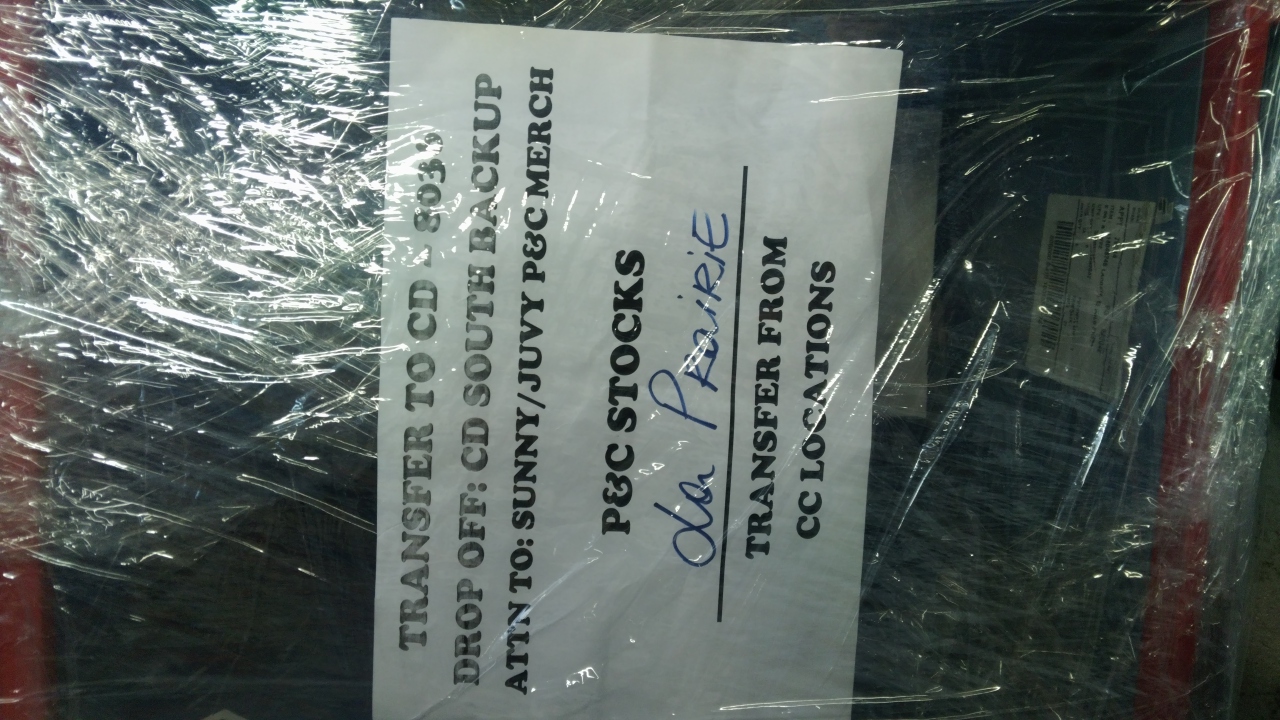 TRANSFER TO CD - 8038
DROP OFF: CD SOUTH BACKUP
ATTN TO: SUNNY/JUVY P&C MERCH
P&C STOCKS
PRAIRIE
TRANSFER FROM
CC LOCATIONS